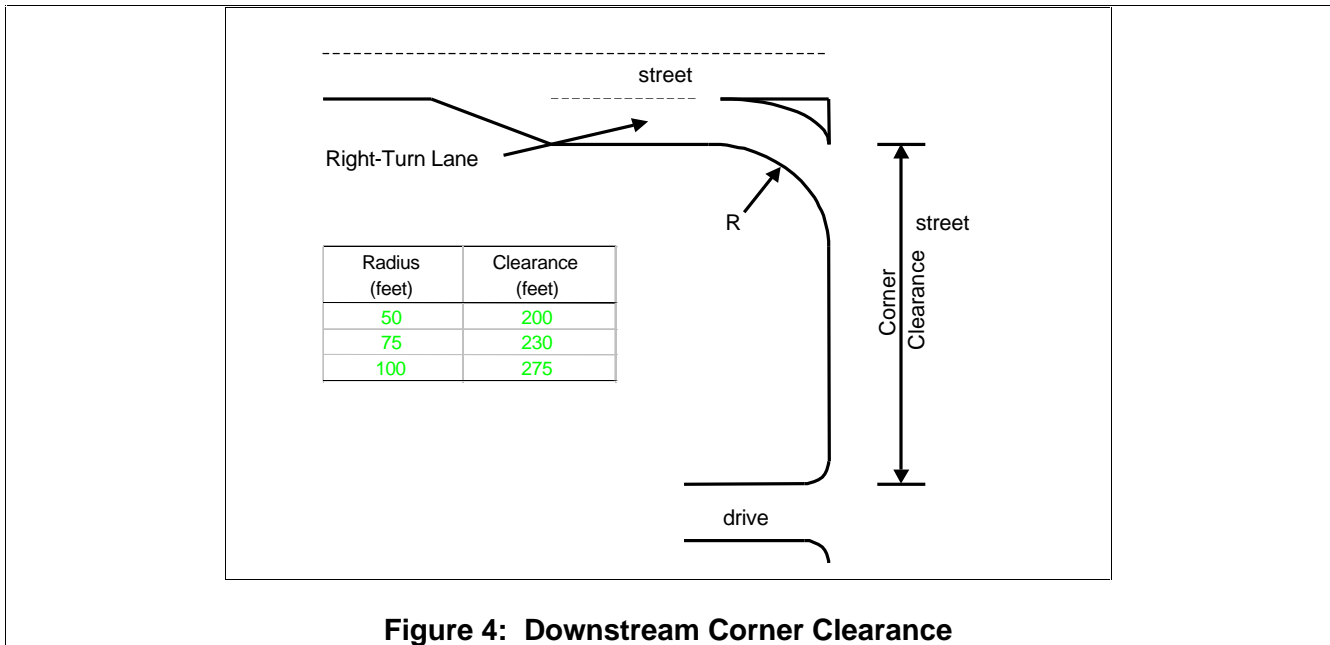 street
Right-Turn Lane
R
street
Corner
Clearance
Radius Clearance
(feet) (feet)
50 200
75 230
100 275
drive
Figure 4: Downstream Corner Clearance